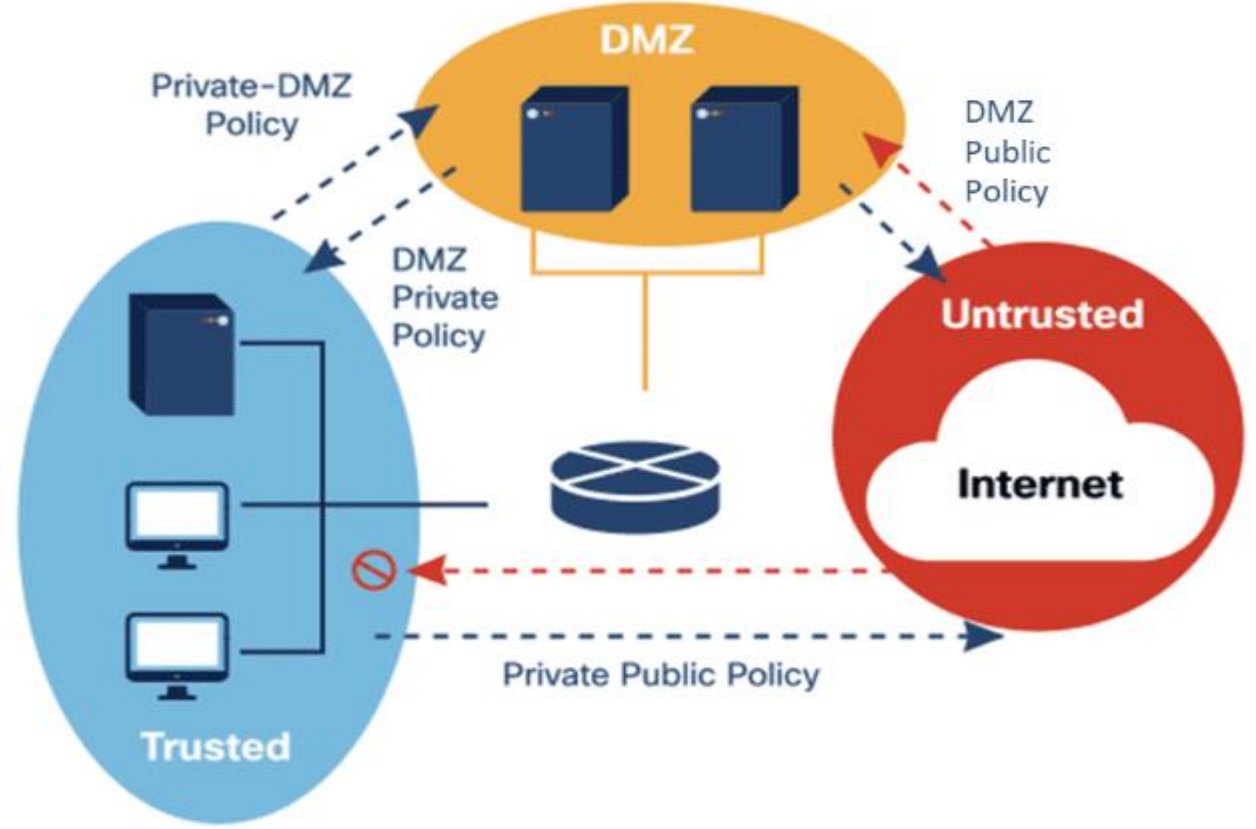 DMZ
Private-DMZ
Policy
DMZ
Public
Policy
DMZ
Private
Policy
Untrusted
Internet
Private Public Policy
Trusted